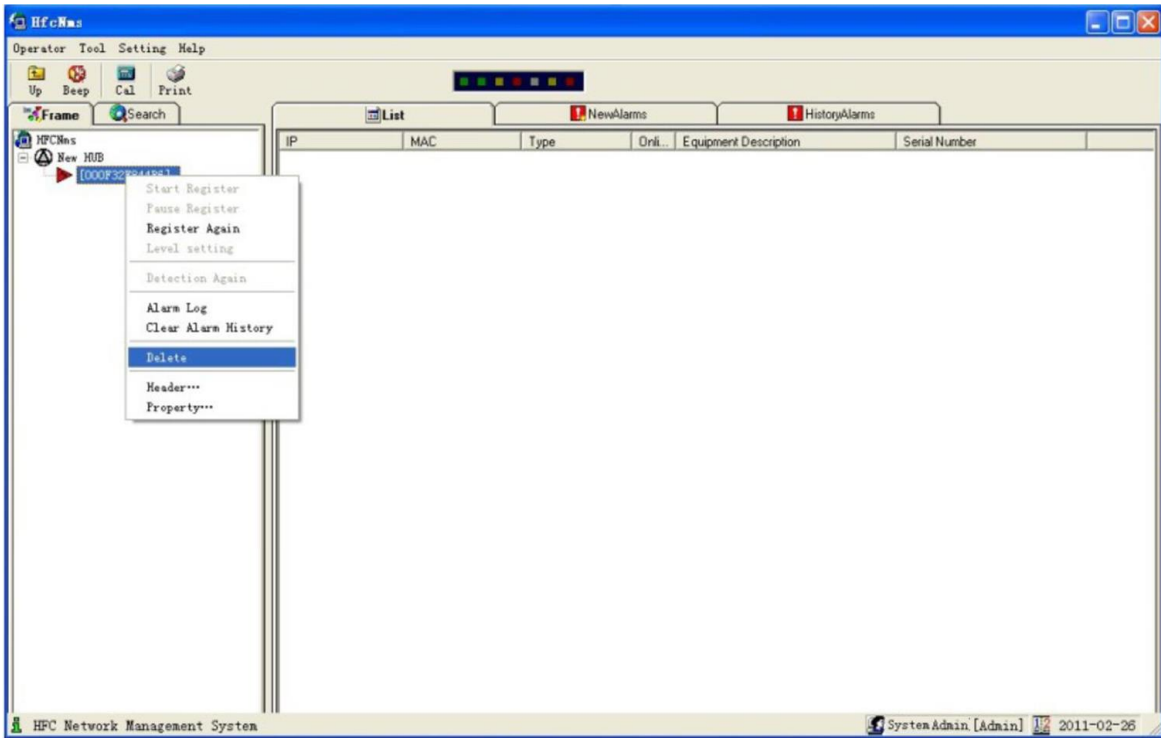 HfcNms
Operator Tool Setting Help
Up Beep Cal Print
Frame Search List NewAlarms HistoryAlarms
HFCNms
New HUB
IP MAC Type Onli... Equipment Description Serial Number
Start Register
Pause Register
Register Again
Level setting
Detection Again
Alarm Log
Clear Alarm History
Delete
Header...
Property...
HFC Network Management System SystemAdmin [Admin] 2011-02-26